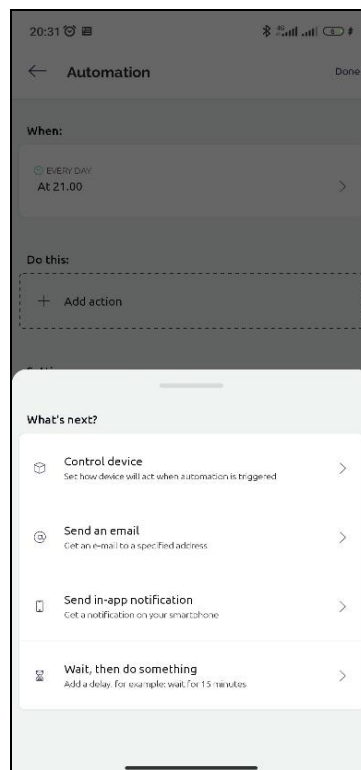 20:31
Automation
Done
When:
EVERY DAY
At 21.00
Do this:
Add action
What's next?
Control device
Set how device will act when automation is triggered
Send an email
Get an e-mail to a specified address
Send in-app notification
Get a notification on your smartphone
Wait, then do something
Add a delay, for example: wait for 15 minutes